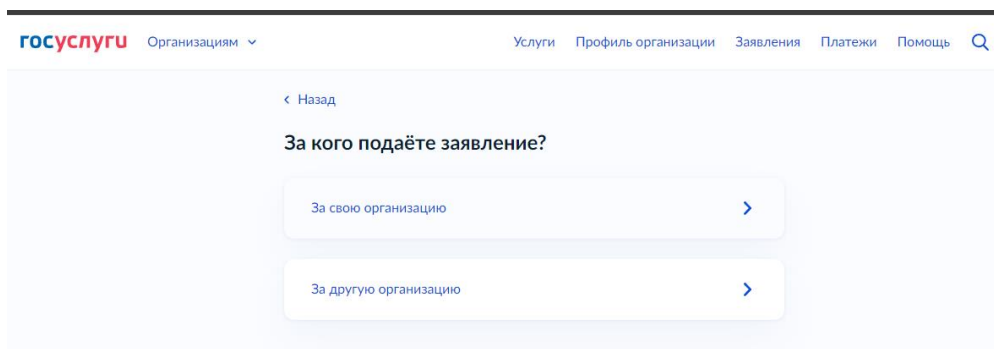 госуслуги Организациям Услуги Профиль организации Заявления Платежи Помощь
Назад
За кого подаёте заявление?
За свою организацию
За другую организацию